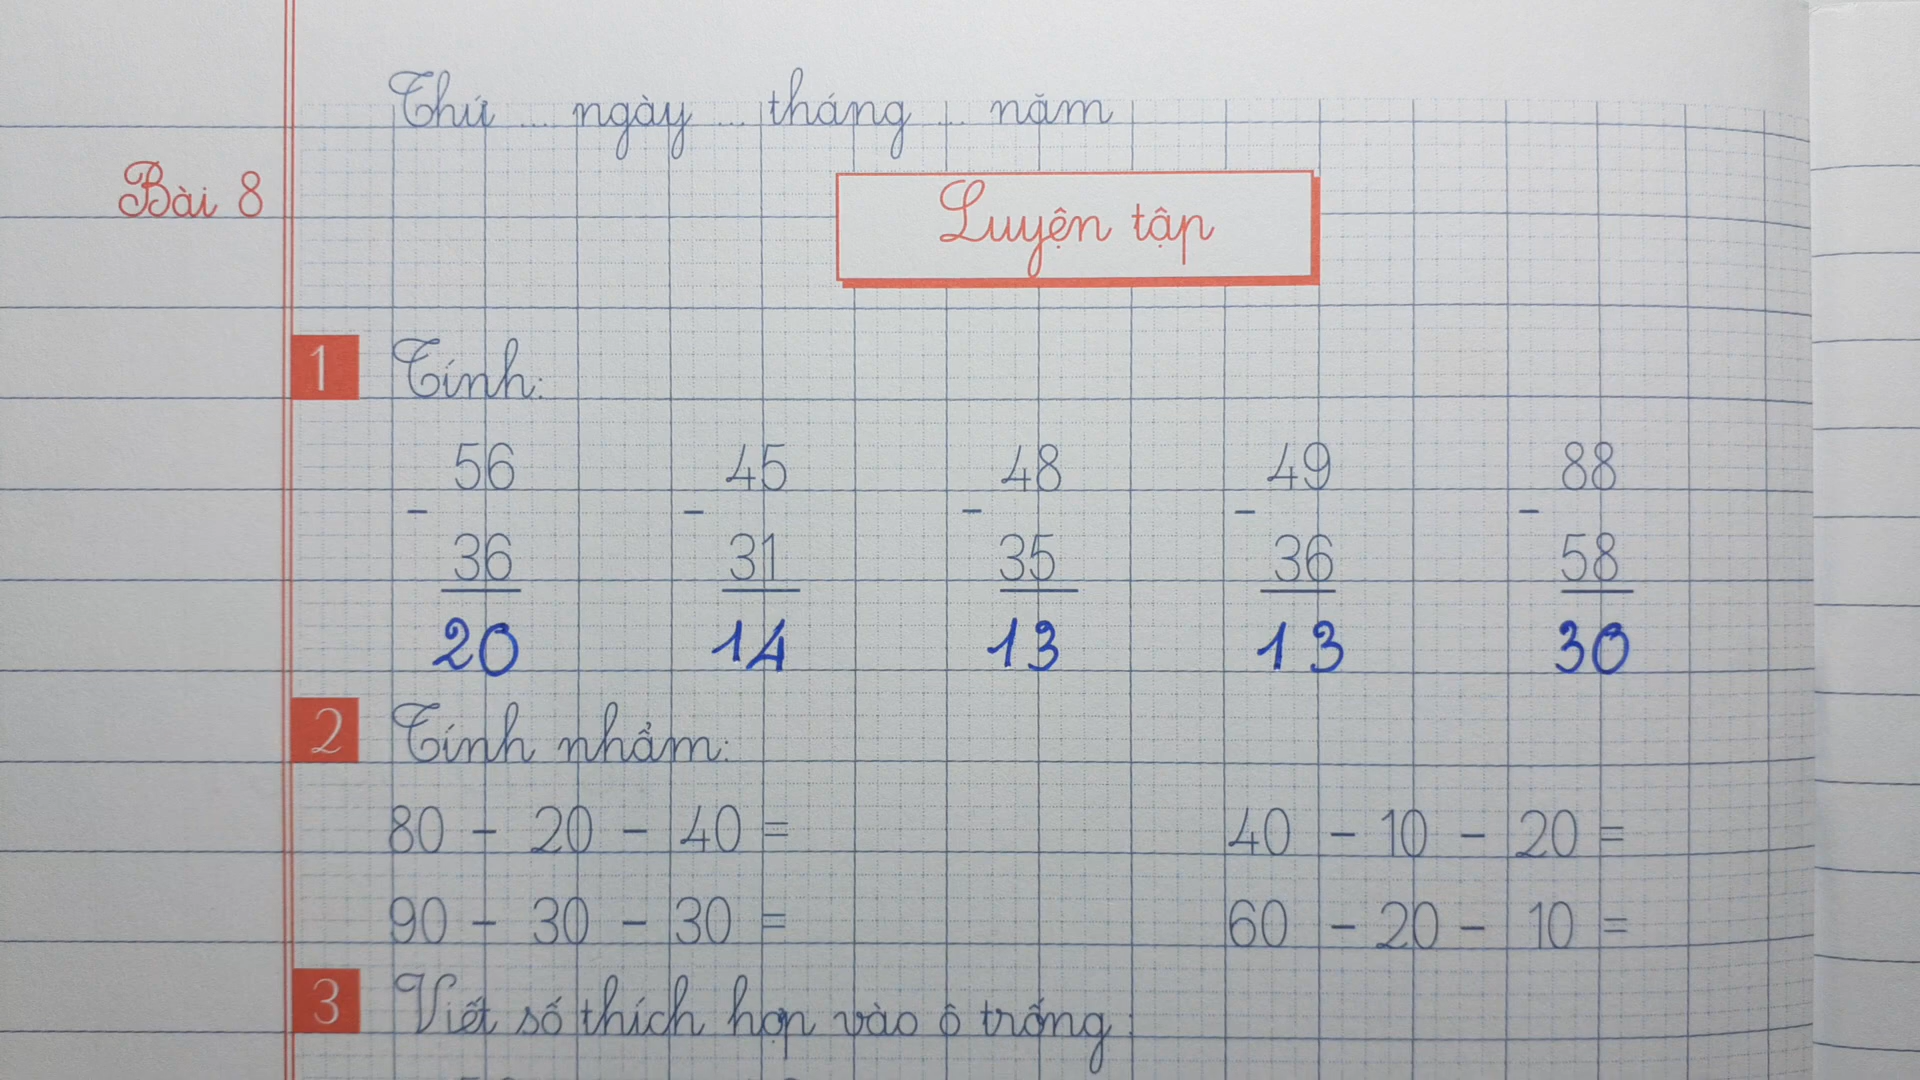 Thứ ... ngày ... tháng ... năm
Bài 8
Luyện tập
1 Tính:
56 45 48 49 88
- - - - -
36 31 35 36 58
20 14 13 13 30
2 Tính nhẩm:
80 - 20 - 40 = 40 - 10 - 20 =
90 - 30 - 30 = 60 - 20 - 10 =
3 Viết số thích hợp vào ô trống: